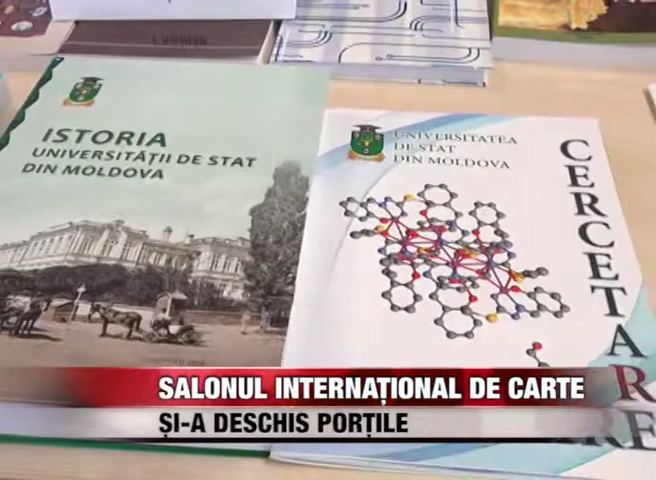 ISTORIA
UNIVERSITĂȚII DE STAT
DIN MOLDOVA
UNIVERSITATEA
DE STAT
DIN MOLDOVA
CERCETARE
SALONUL INTERNAȚIONAL DE CARTE
ȘI-A DESCHIS PORȚILE